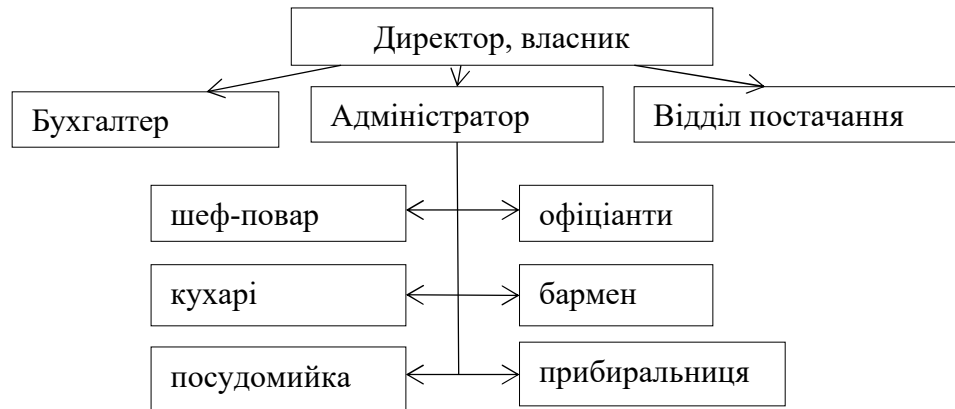 Директор, власник
Бухгалтер
Адміністратор
Відділ постачання
шеф-повар
офіціанти
кухарі
бармен
посудомийка
прибиральниця